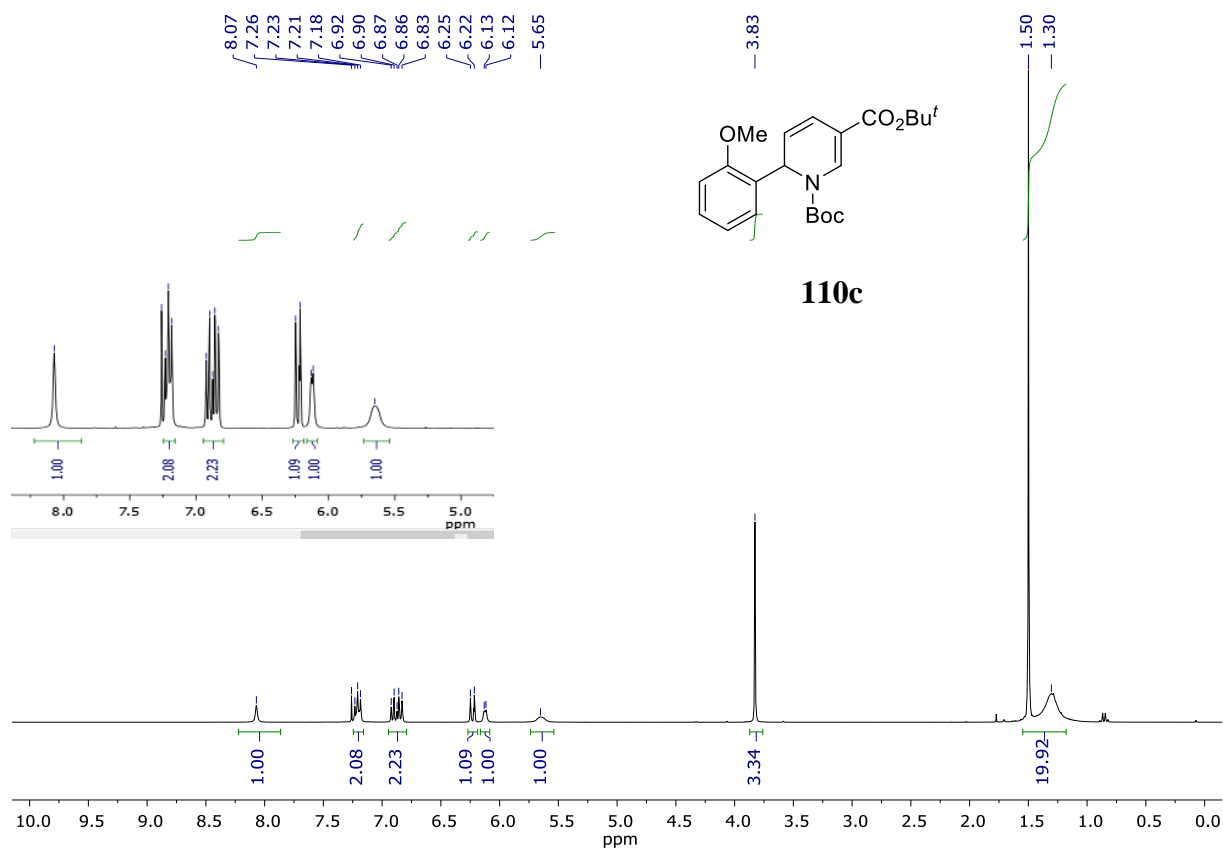 8.07 7.26 7.23 7.21 7.18 6.92 6.90 6.87 6.86 6.83 6.25 6.22 6.13 6.12 5.65 3.83 1.50 1.30
OMe
CO₂Buᵗ
N
Boc
110c
1.00 2.08 2.23 1.09 1.00 1.00
8.0 7.5 7.0 6.5 6.0 5.5 5.0
ppm
1.00 2.08 2.23 1.09 1.00 1.00 3.34 19.92
10.0 9.5 9.0 8.5 8.0 7.5 7.0 6.5 6.0 5.5 5.0 4.5 4.0 3.5 3.0 2.5 2.0 1.5 1.0 0.5 0.0
ppm